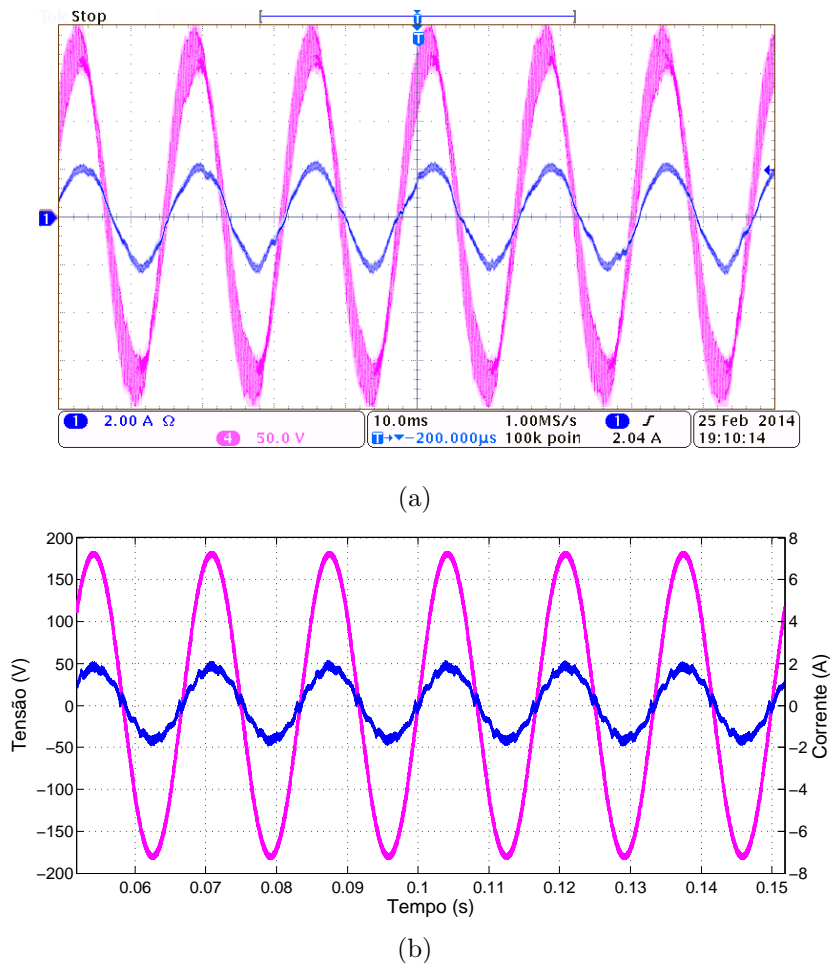 Tek Stop
T
T
1
1 2.00 A Ω
4 50.0 V
10.0ms 1.00MS/s
T→▼−200.000µs 100k poin
1 ∫ 2.04 A
25 Feb 2014
19:10:14
(a)
200
150
100
50
0
−50
−100
−150
−200
Tensão (V)
8
6
4
2
0
−2
−4
−6
−8
Corrente (A)
0.06 0.07 0.08 0.09 0.1 0.11 0.12 0.13 0.14 0.15
Tempo (s)
(b)